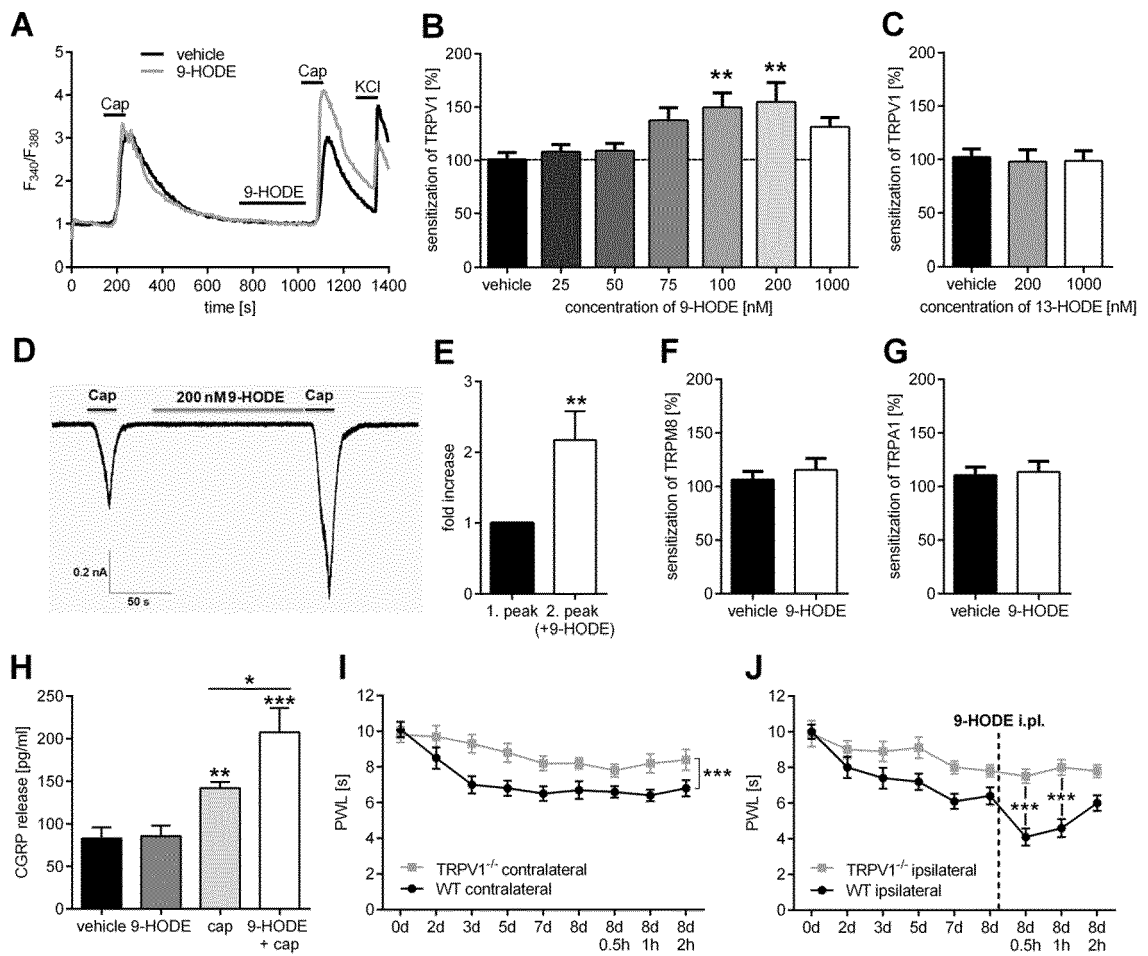 A
5
4
3
2
1
0
F340/F380
vehicle
9-HODE
Cap
9-HODE
Cap
KCl
0 200 400 600 800 1000 1200 1400
time [s]
B
200
150
100
50
0
sensitization of TRPV1 [%]
** **
vehicle 25 50 75 100 200 1000
concentration of 9-HODE [nM]
C
200
150
100
50
0
sensitization of TRPV1 [%]
vehicle 200 1000
concentration of 13-HODE [nM]
D
Cap 200 nM 9-HODE Cap
0.2 nA
50 s
E
3
2
1
0
fold increase
**
1. peak 2. peak
(+9-HODE)
F
200
150
100
50
0
sensitization of TRPM8 [%]
vehicle 9-HODE
G
200
150
100
50
0
sensitization of TRPA1 [%]
vehicle 9-HODE
H
250
200
150
100
50
0
CGRP release [pg/ml]
*
***
**
vehicle 9-HODE cap 9-HODE
+ cap
I
12
10
8
6
4
2
0
PWL [s]
***
TRPV1-/- contralateral
WT contralateral
0d 2d 3d 5d 7d 8d 8d 8d 8d
0.5h 1h 2h
J
12
10
8
6
4
2
0
PWL [s]
9-HODE i.pl.
*** ***
TRPV1-/- ipsilateral
WT ipsilateral
0d 2d 3d 5d 7d 8d 8d 8d 8d
0.5h 1h 2h